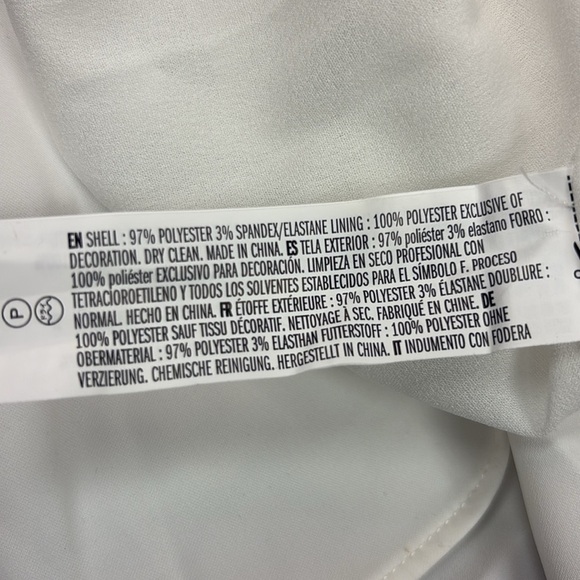 EN SHELL : 97% POLYESTER 3% SPANDEX/ELASTANE LINING : 100% POLYESTER EXCLUSIVE OF
DECORATION. DRY CLEAN. MADE IN CHINA. ES TELA EXTERIOR : 97% poliéster 3% elastano FORRO :
100% poliéster EXCLUSIVO PARA DECORACIÓN. LIMPIEZA EN SECO PROFESIONAL CON
TETRACLOROETILENO Y TODOS LOS SOLVENTES ESTABLECIDOS PARA EL SÍMBOLO F. PROCESO
NORMAL. HECHO EN CHINA. FR ÉTOFFE EXTÉRIEURE : 97% POLYESTER 3% ÉLASTANE DOUBLURE :
100% POLYESTER SAUF TISSU DÉCORATIF. NETTOYAGE À SEC. FABRIQUÉ EN CHINE. DE
OBERMATERIAL : 97% POLYESTER 3% ELASTHAN FUTTERSTOFF : 100% POLYESTER OHNE
VERZIERUNG. CHEMISCHE REINIGUNG. HERGESTELLT IN CHINA. IT INDUMENTO CON FODERA
P